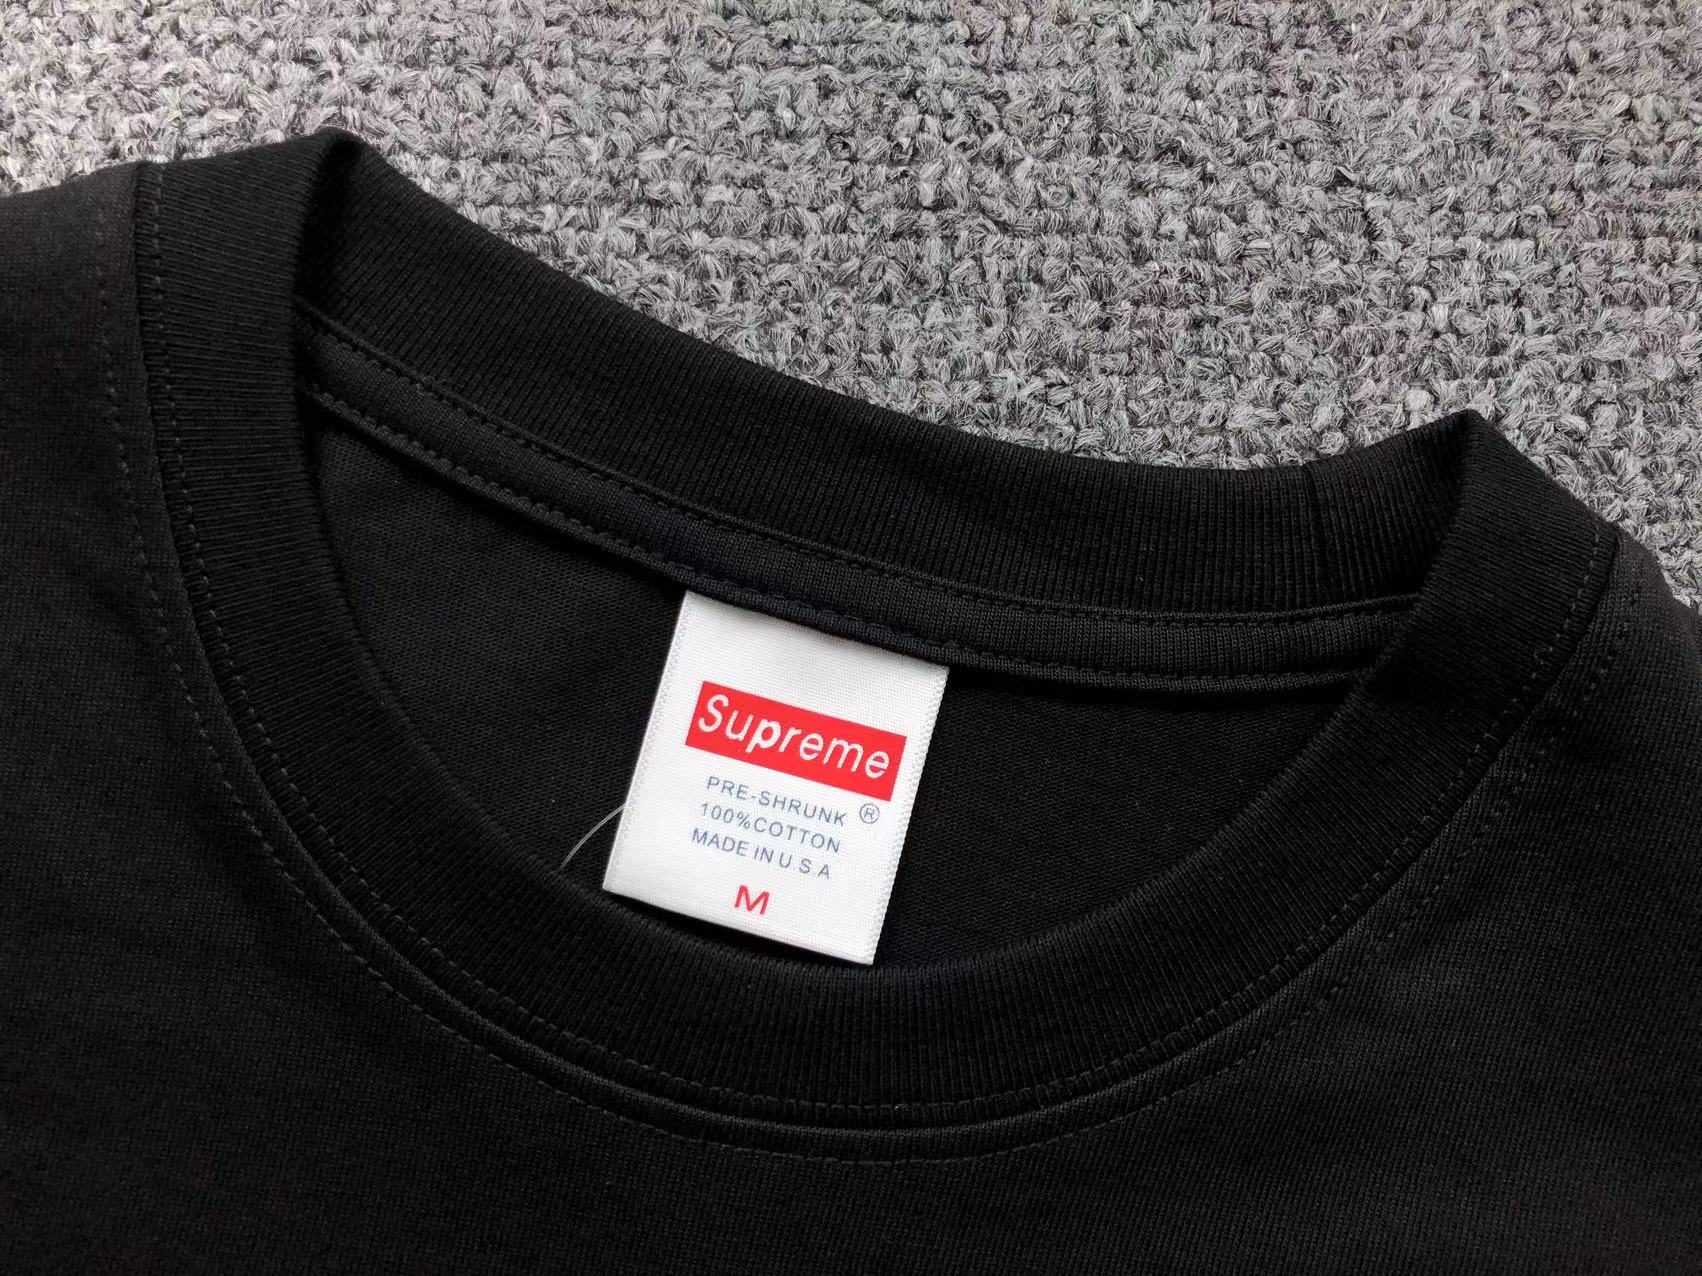 Supreme
PRE-SHRUNK ®
100%COTTON
MADE IN U S.A
M